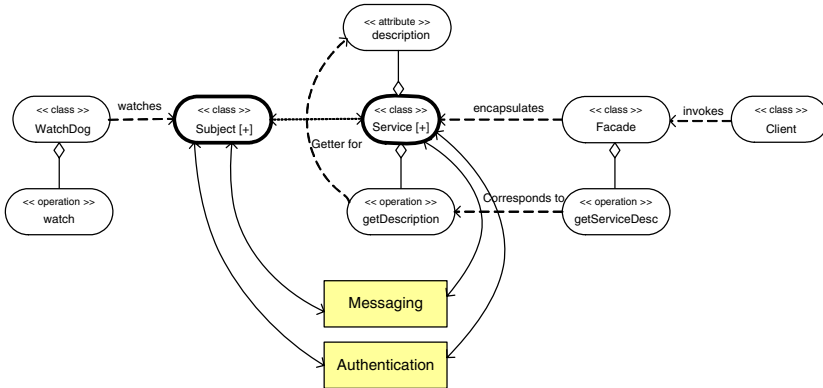 << attribute >>
description
<< class >>
WatchDog
watches
<< class >>
Subject [+]
<< class >>
Service [+]
encapsulates
<< class >>
Facade
invokes
<< class >>
Client
Getter for
<< operation >>
watch
<< operation >>
getDescription
Corresponds to
<< operation >>
getServiceDesc
Messaging
Authentication